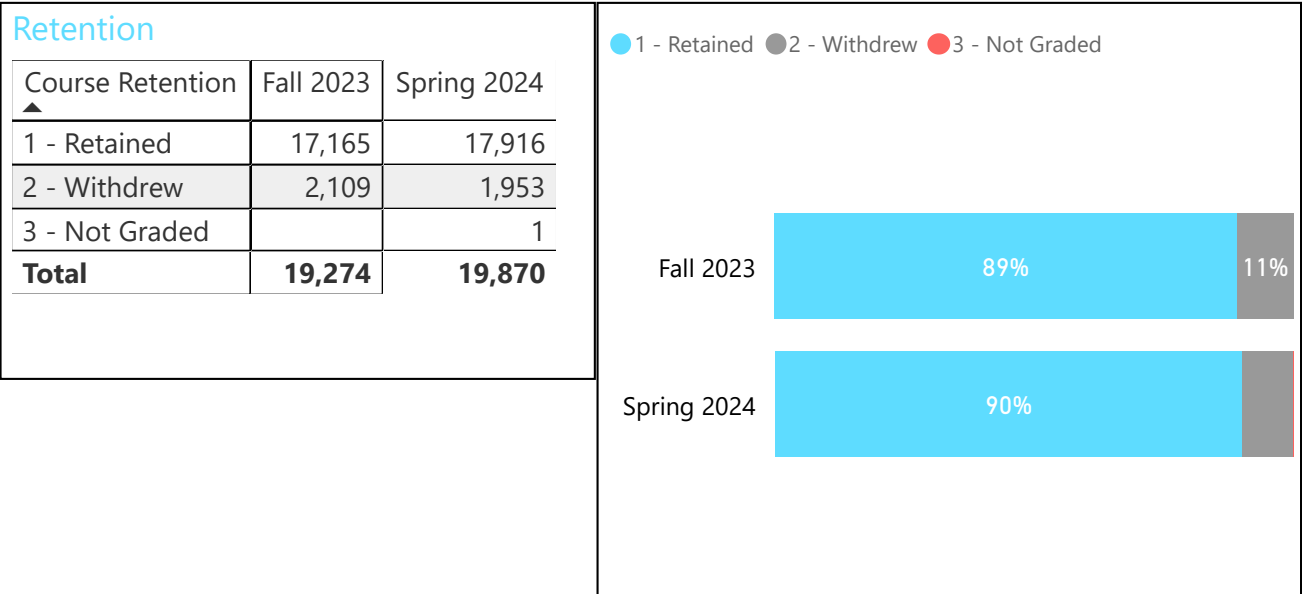 Retention
Course Retention Fall 2023 Spring 2024
1 - Retained 17,165 17,916
2 - Withdrew 2,109 1,953
3 - Not Graded 1
Total 19,274 19,870
1 - Retained 2 - Withdrew 3 - Not Graded
Fall 2023 89% 11%
Spring 2024 90%